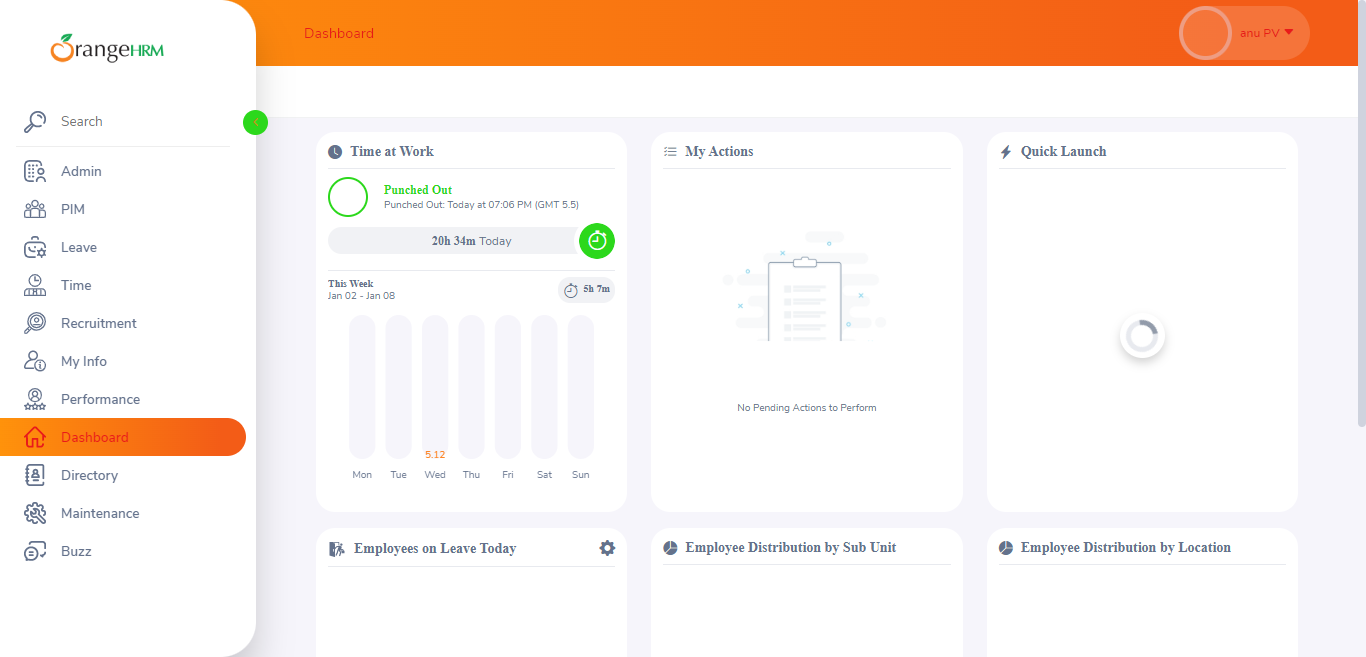 OrangeHRM
Dashboard
anu PV
Search
Admin
PIM
Leave
Time
Recruitment
My Info
Performance
Dashboard
Directory
Maintenance
Buzz
Time at Work
Punched Out
Punched Out: Today at 07:06 PM (GMT 5.5)
20h 34m Today
This Week
Jan 02 - Jan 08
5h 7m
5.12
Mon Tue Wed Thu Fri Sat Sun
My Actions
No Pending Actions to Perform
Quick Launch
Employees on Leave Today
Employee Distribution by Sub Unit
Employee Distribution by Location